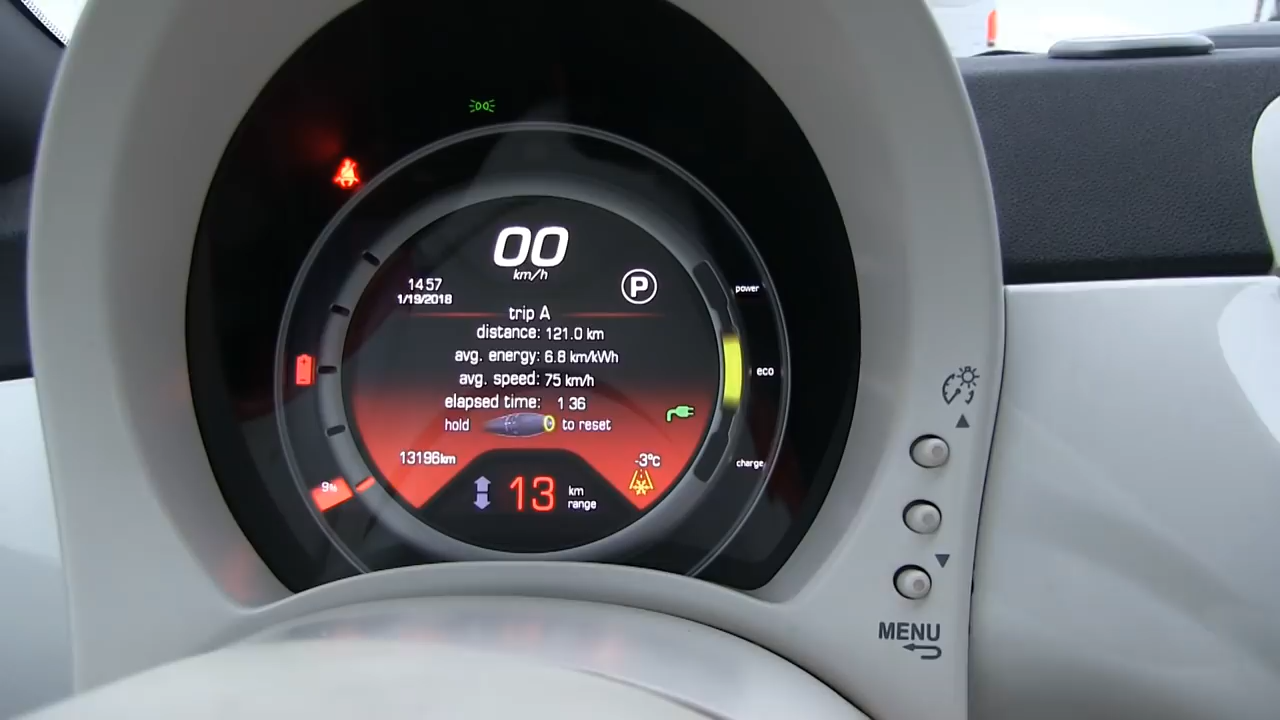 00
km/h
14 57
1/19/2018
P
power
trip A
distance: 121.0 km
avg. energy: 6.8 km/kWh
eco
avg. speed: 75 km/h
elapsed time: 1 36
hold to reset
13196km
-3°C
charge
9%
13 km
range
MENU